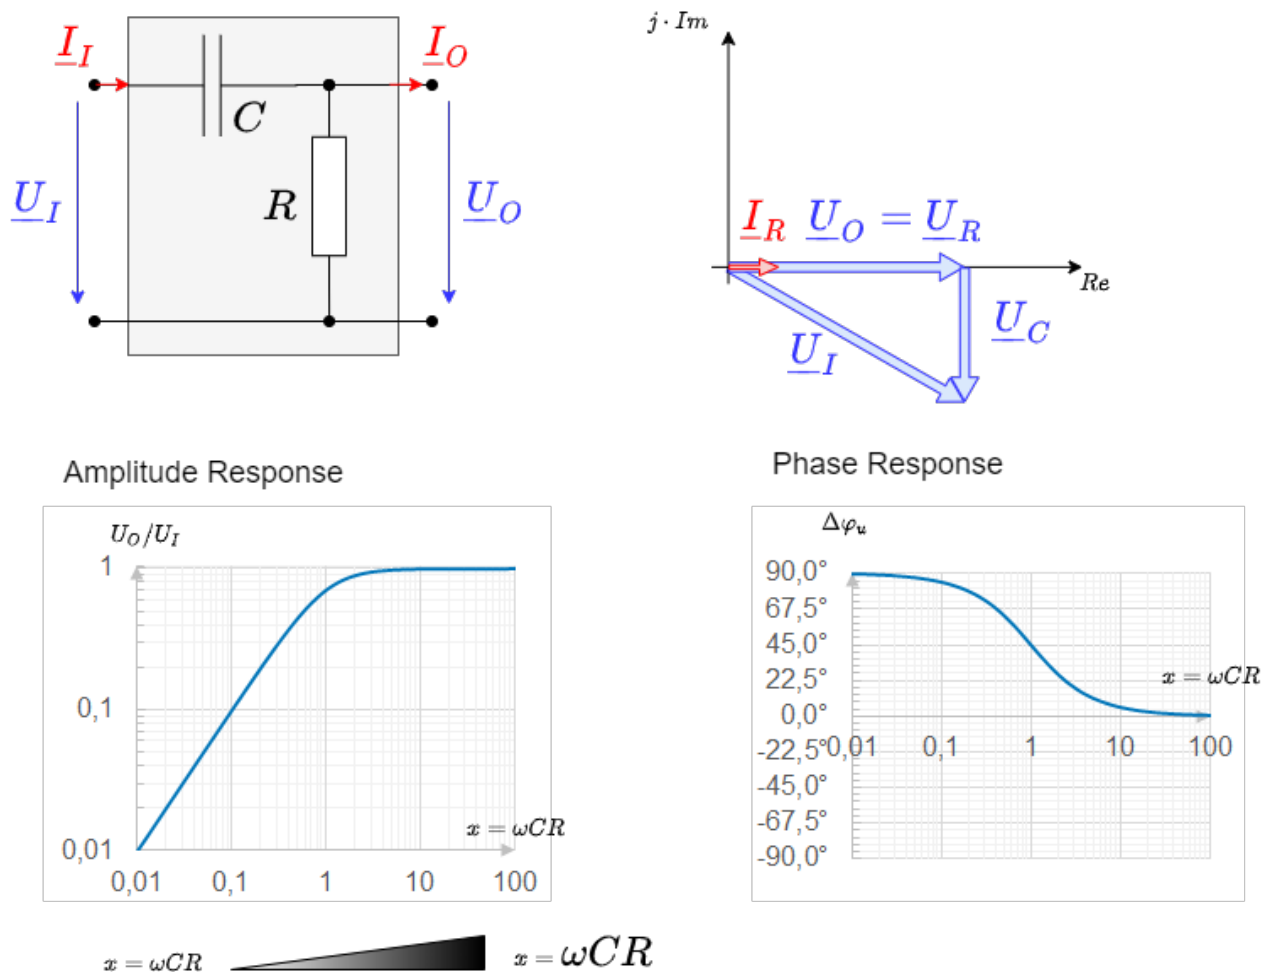 j · Im
I_I
I_O
C
U_I
R
U_O
I_R U_O = U_R
Re
U_C
U_I
Amplitude Response
Phase Response
U_O/U_I
1
0,1
0,01
x = ωCR
0,01 0,1 1 10 100
Δφ_u
90,0°
67,5°
45,0°
22,5°
x = ωCR
0,0°
-22,5°
0,01 0,1 1 10 100
-45,0°
-67,5°
-90,0°
x = ωCR
x = ωCR